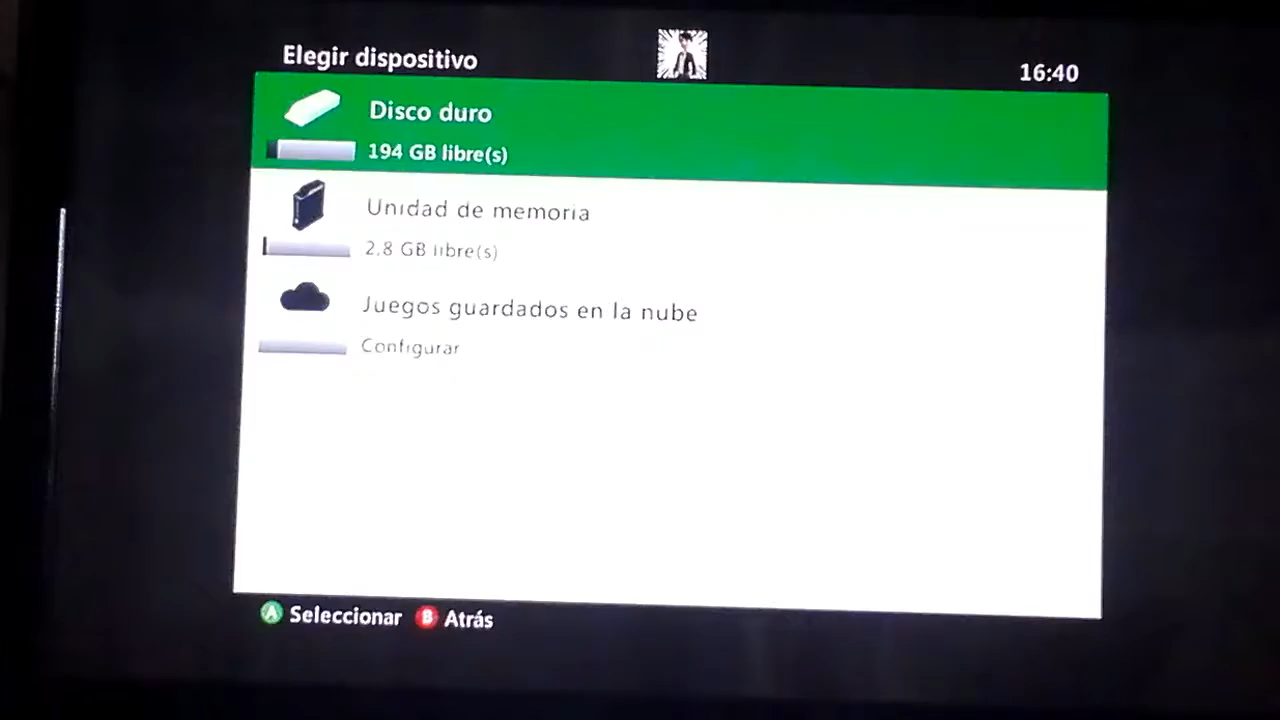 Elegir dispositivo
16:40
Disco duro
194 GB libre(s)
Unidad de memoria
2,8 GB libre(s)
Juegos guardados en la nube
Configurar
A Seleccionar B Atrás